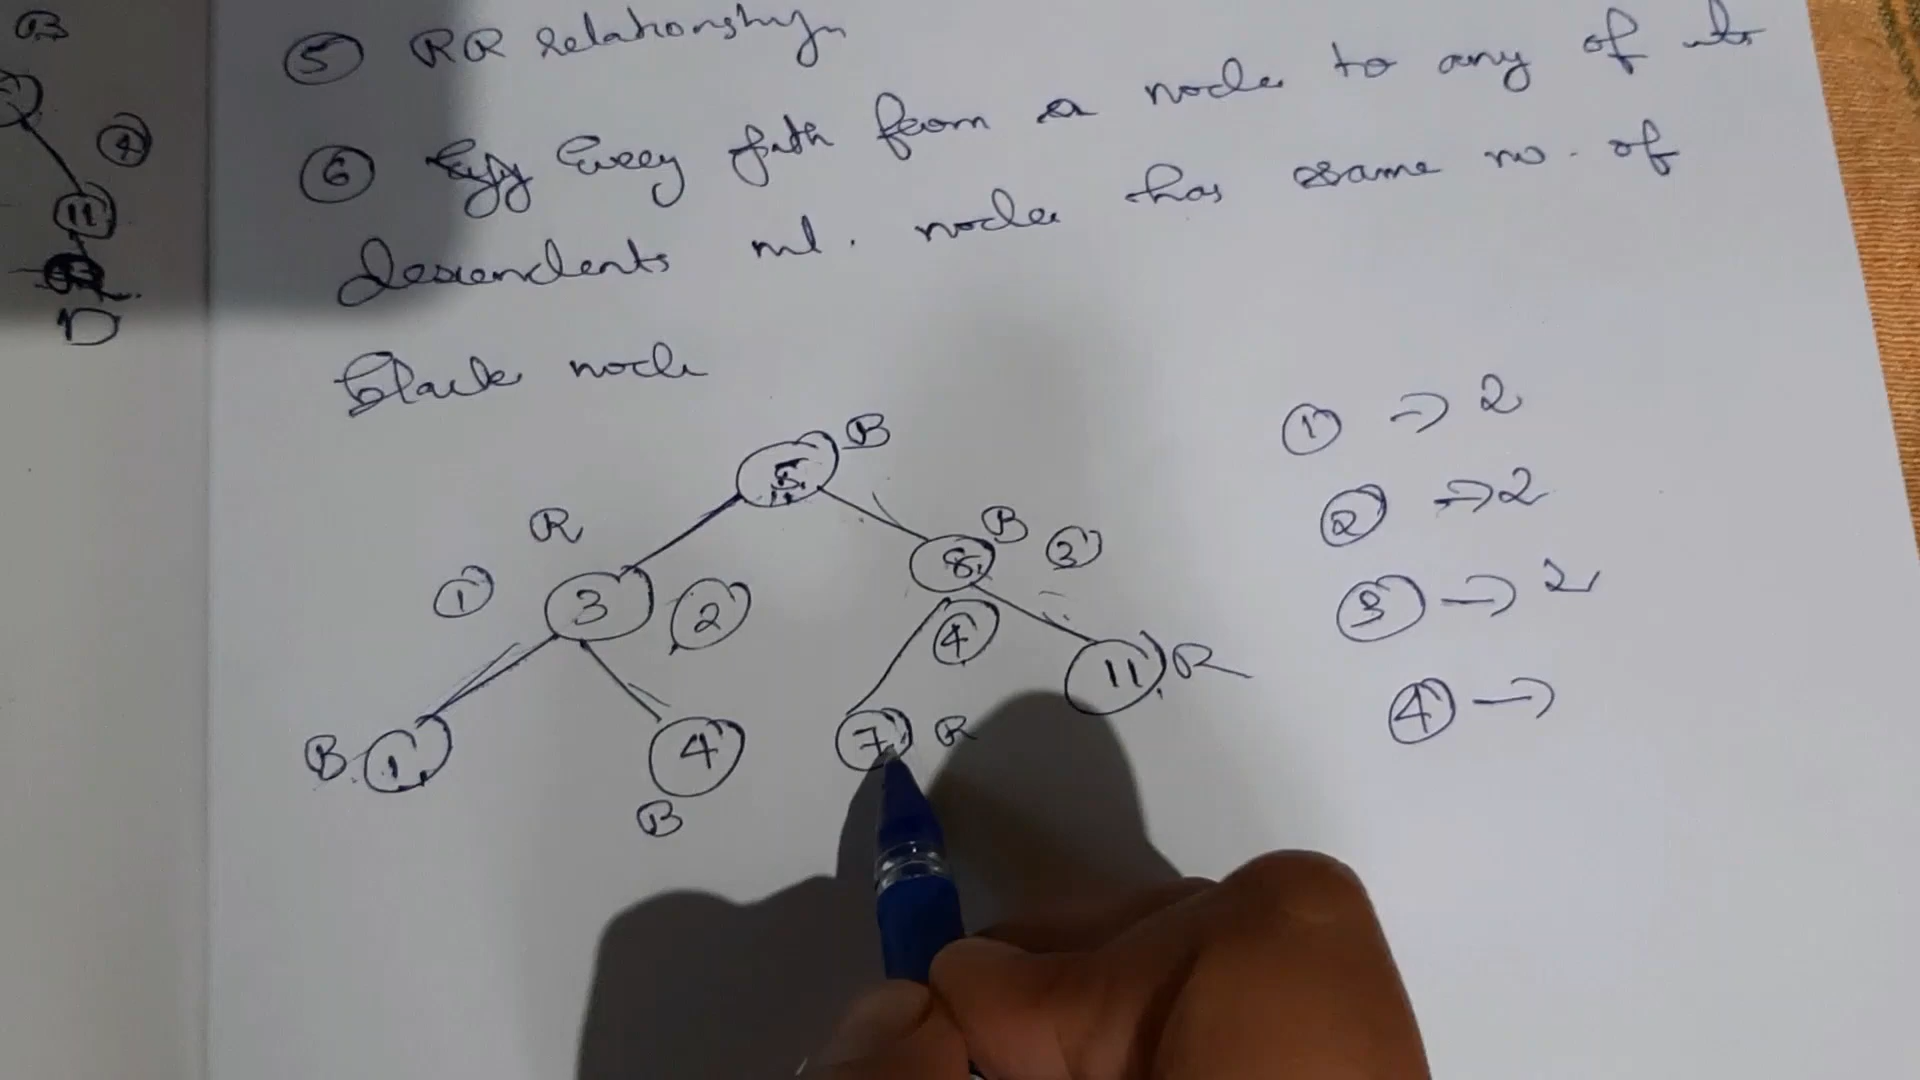 B
4
11
⑤ RR relationship
⑥ Every path from a node to any of its
descendents nul. node has same no. of
black node
5 B
R
① 3 ②
8 B ③
④
B 1
4
B
7 R
11 R
① → 2
② → 2
③ → 2
④ →